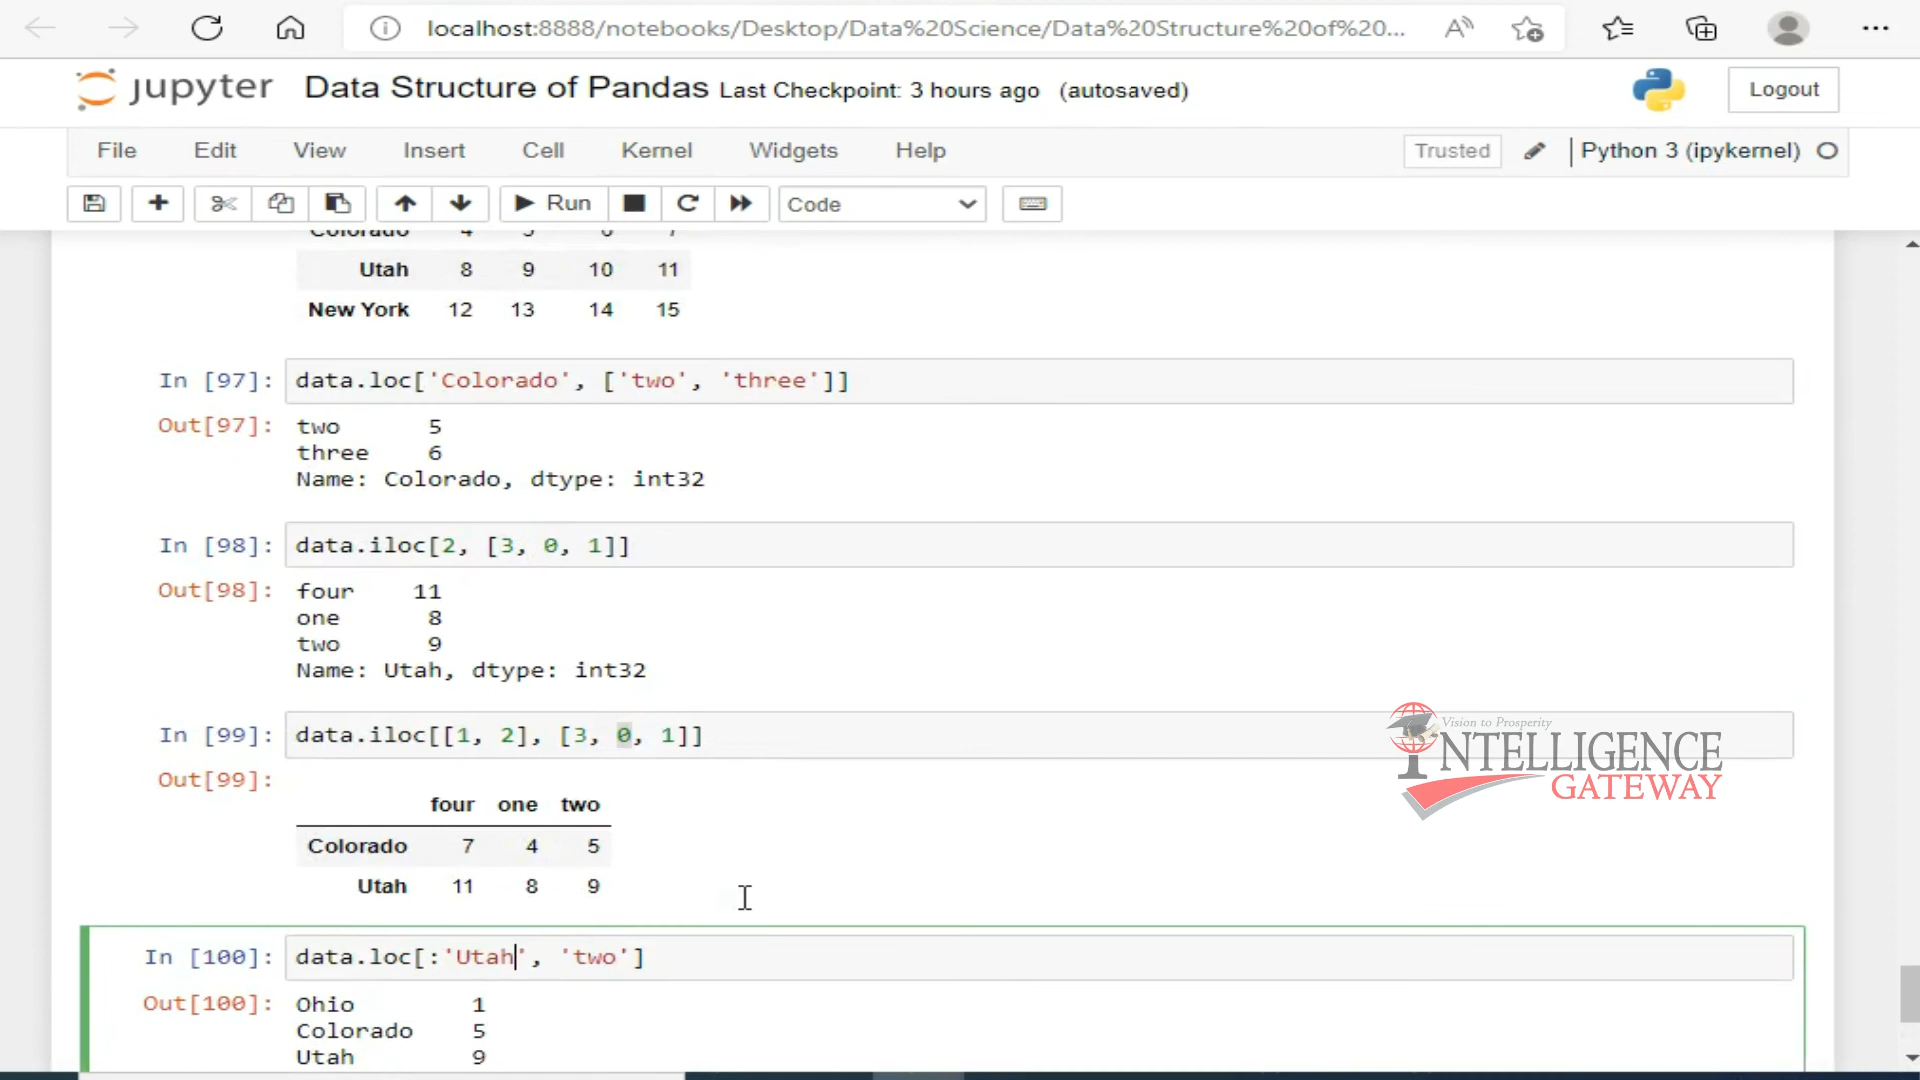 localhost:8888/notebooks/Desktop/Data%20Science/Data%20Structure%20of%20...
jupyter Data Structure of Pandas Last Checkpoint: 3 hours ago (autosaved) Logout
File Edit View Insert Cell Kernel Widgets Help Trusted Python 3 (ipykernel)
Run Code
Colorado 4 5 6 7
Utah 8 9 10 11
New York 12 13 14 15
In [97]: data.loc['Colorado', ['two', 'three']]
Out[97]: two 5
three 6
Name: Colorado, dtype: int32
In [98]: data.iloc[2, [3, 0, 1]]
Out[98]: four 11
one 8
two 9
Name: Utah, dtype: int32
In [99]: data.iloc[[1, 2], [3, 0, 1]]
Out[99]:
four one two
Colorado 7 4 5
Utah 11 8 9
Vision to Prosperity
INTELLIGENCE
GATEWAY
In [100]: data.loc[:'Utah', 'two']
Out[100]: Ohio 1
Colorado 5
Utah 9